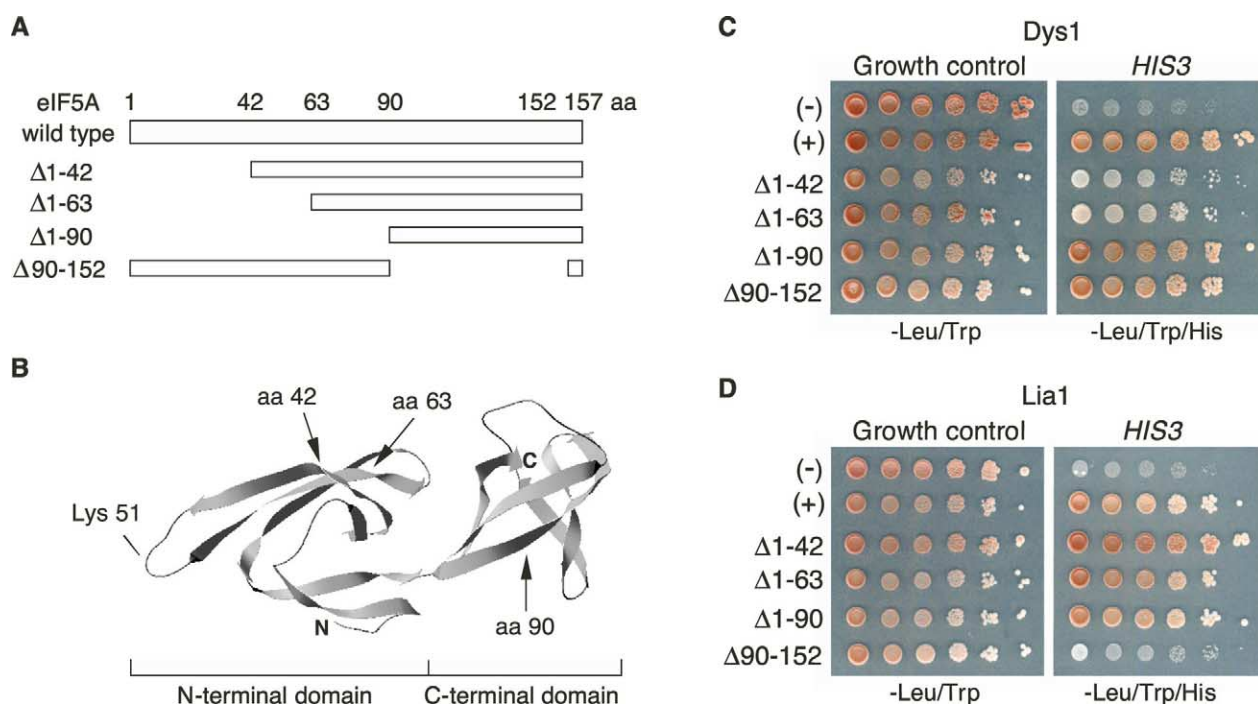 A
eIF5A 1 42 63 90 152 157 aa
wild type
Δ1-42
Δ1-63
Δ1-90
Δ90-152
B
aa 42
aa 63
C
Lys 51
N
aa 90
N-terminal domain C-terminal domain
C
Dys1
Growth control HIS3
(-)
(+)
Δ1-42
Δ1-63
Δ1-90
Δ90-152
-Leu/Trp -Leu/Trp/His
D
Lia1
Growth control HIS3
(-)
(+)
Δ1-42
Δ1-63
Δ1-90
Δ90-152
-Leu/Trp -Leu/Trp/His